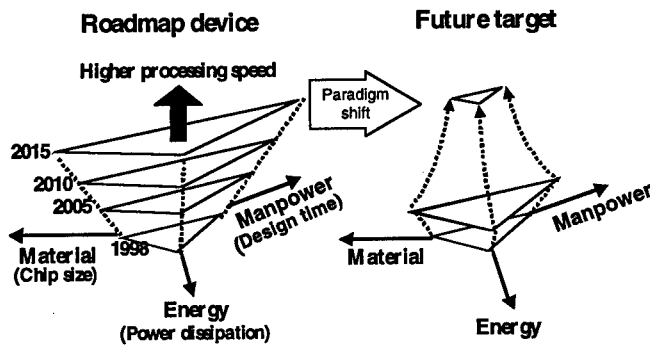 Roadmap device
Future target
Higher processing speed
Paradigm
shift
2015
2010
2005
1998
Manpower
(Design time)
Material
(Chip size)
Energy
(Power dissipation)
Manpower
Material
Energy